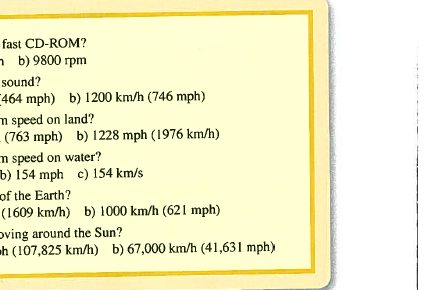 fast CD-ROM?
b) 9800 rpm
sound?
(464 mph) b) 1200 km/h (746 mph)
speed on land?
(763 mph) b) 1228 mph (1976 km/h)
speed on water?
b) 154 mph c) 154 km/s
of the Earth?
(1609 km/h) b) 1000 km/h (621 mph)
oving around the Sun?
h (107,825 km/h) b) 67,000 km/h (41,631 mph)